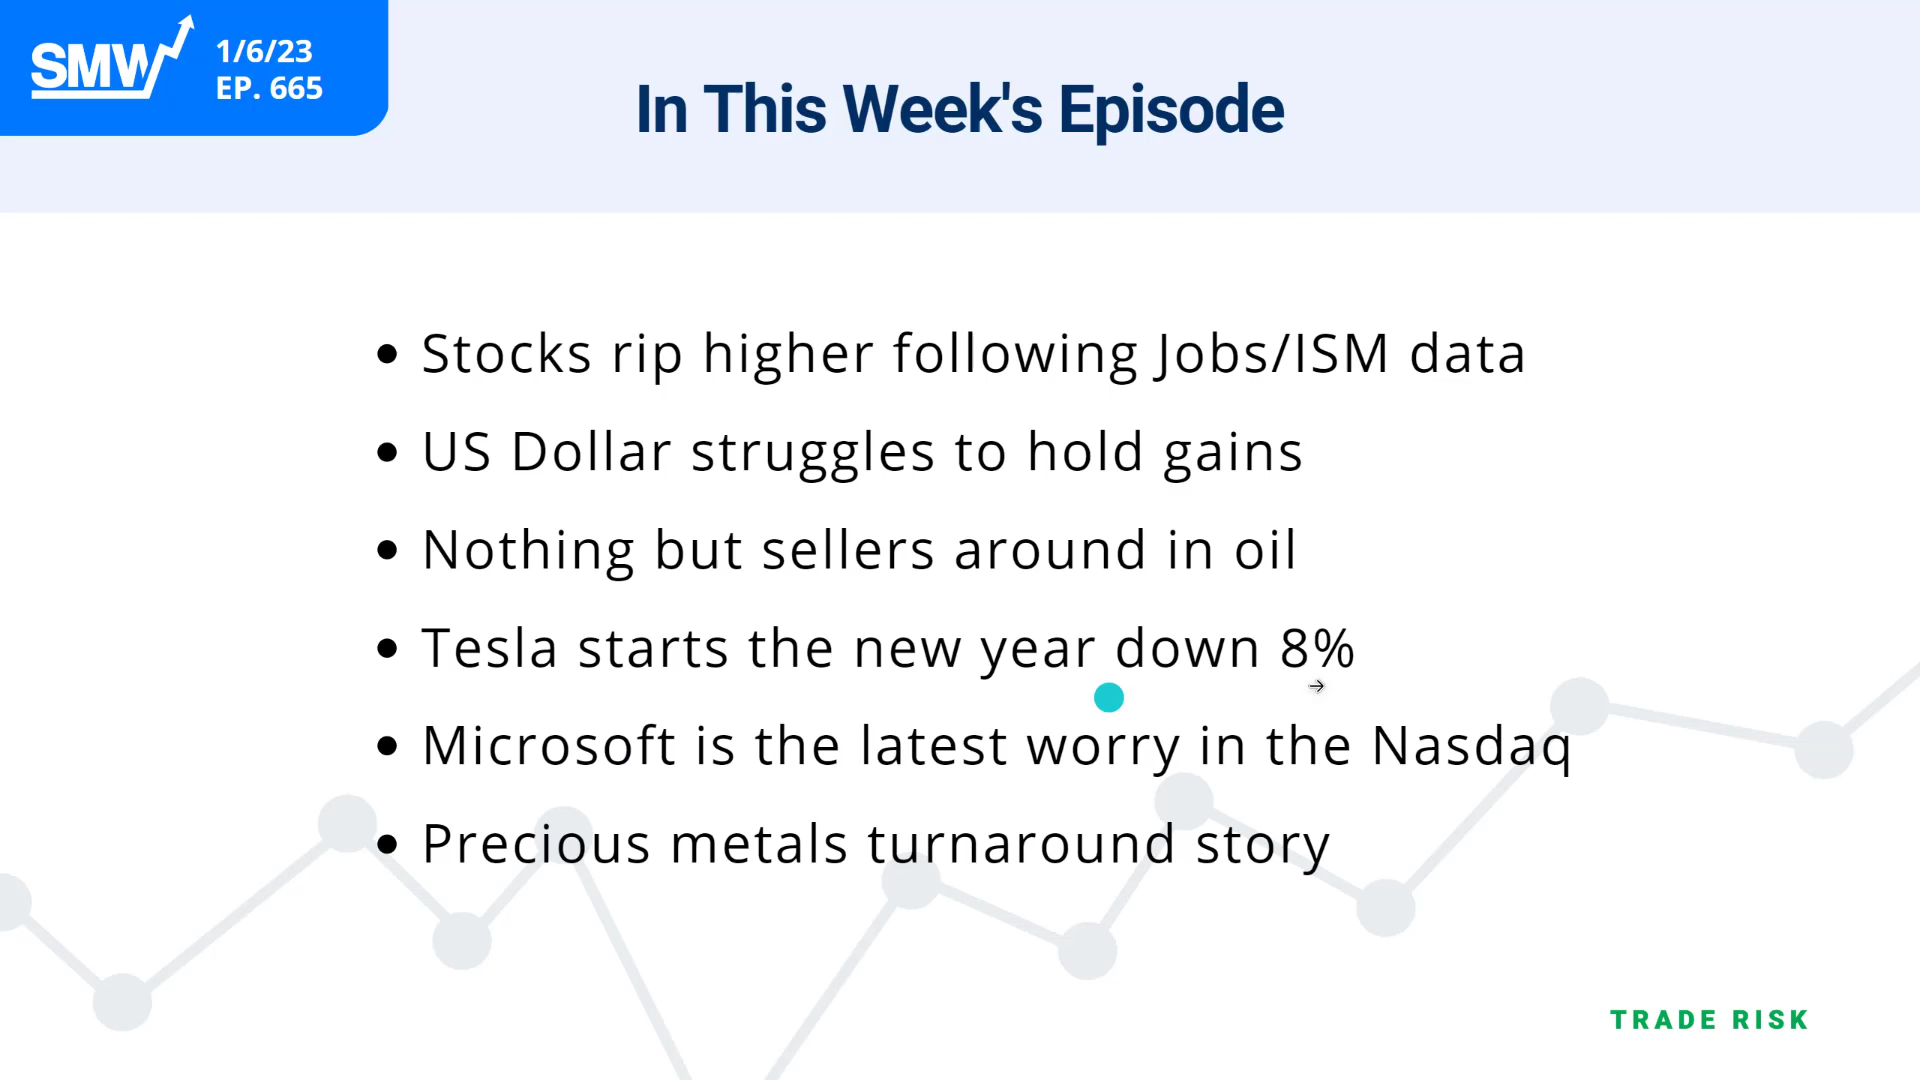 SMW
1/6/23
EP. 665
In This Week's Episode
• Stocks rip higher following Jobs/ISM data
• US Dollar struggles to hold gains
• Nothing but sellers around in oil
• Tesla starts the new year down 8%
• Microsoft is the latest worry in the Nasdaq
• Precious metals turnaround story
TRADE RISK